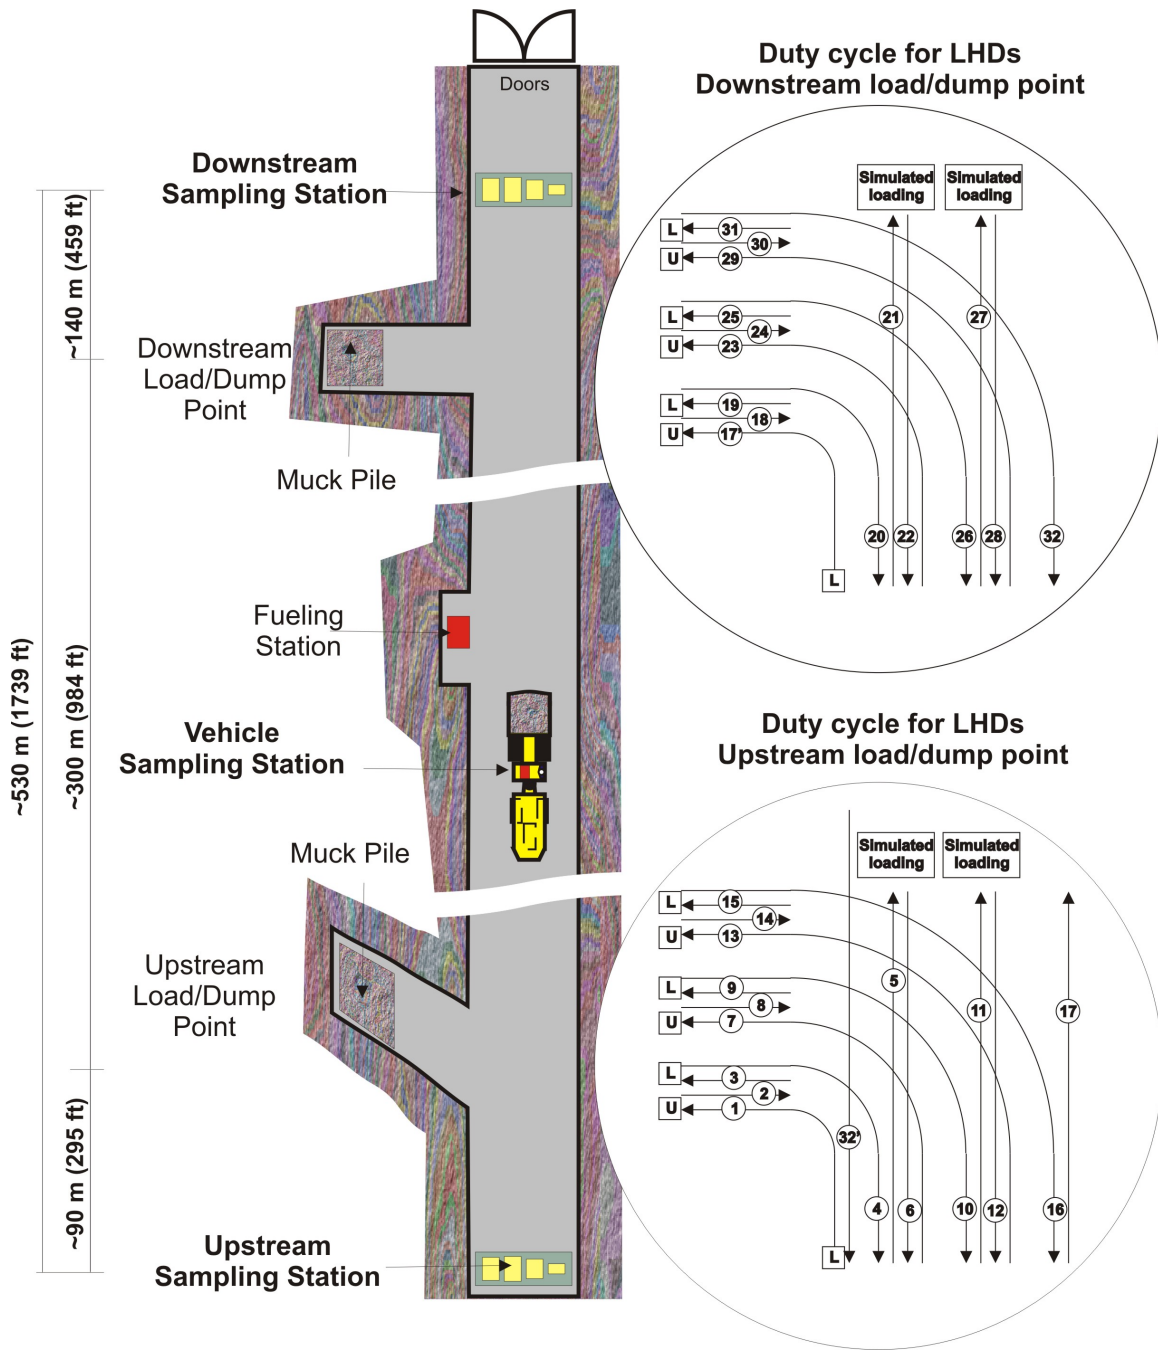 Doors
Duty cycle for LHDs
Downstream load/dump point
Downstream
Sampling Station
~140 m (459 ft)
Downstream
Load/Dump
Point
Muck Pile
Simulated
loading
Simulated
loading
L
31
30
U
29
L
25
24
U
23
L
19
18
U
17'
21
27
20
22
26
28
32
L
Fueling
Station
~530 m (1739 ft)
~300 m (984 ft)
Vehicle
Sampling Station
Duty cycle for LHDs
Upstream load/dump point
Muck Pile
Upstream
Load/Dump
Point
Simulated
loading
Simulated
loading
L
15
14
U
13
L
9
8
U
7
L
3
2
U
1
5
11
17
32'
4
6
10
12
16
L
~90 m (295 ft)
Upstream
Sampling Station